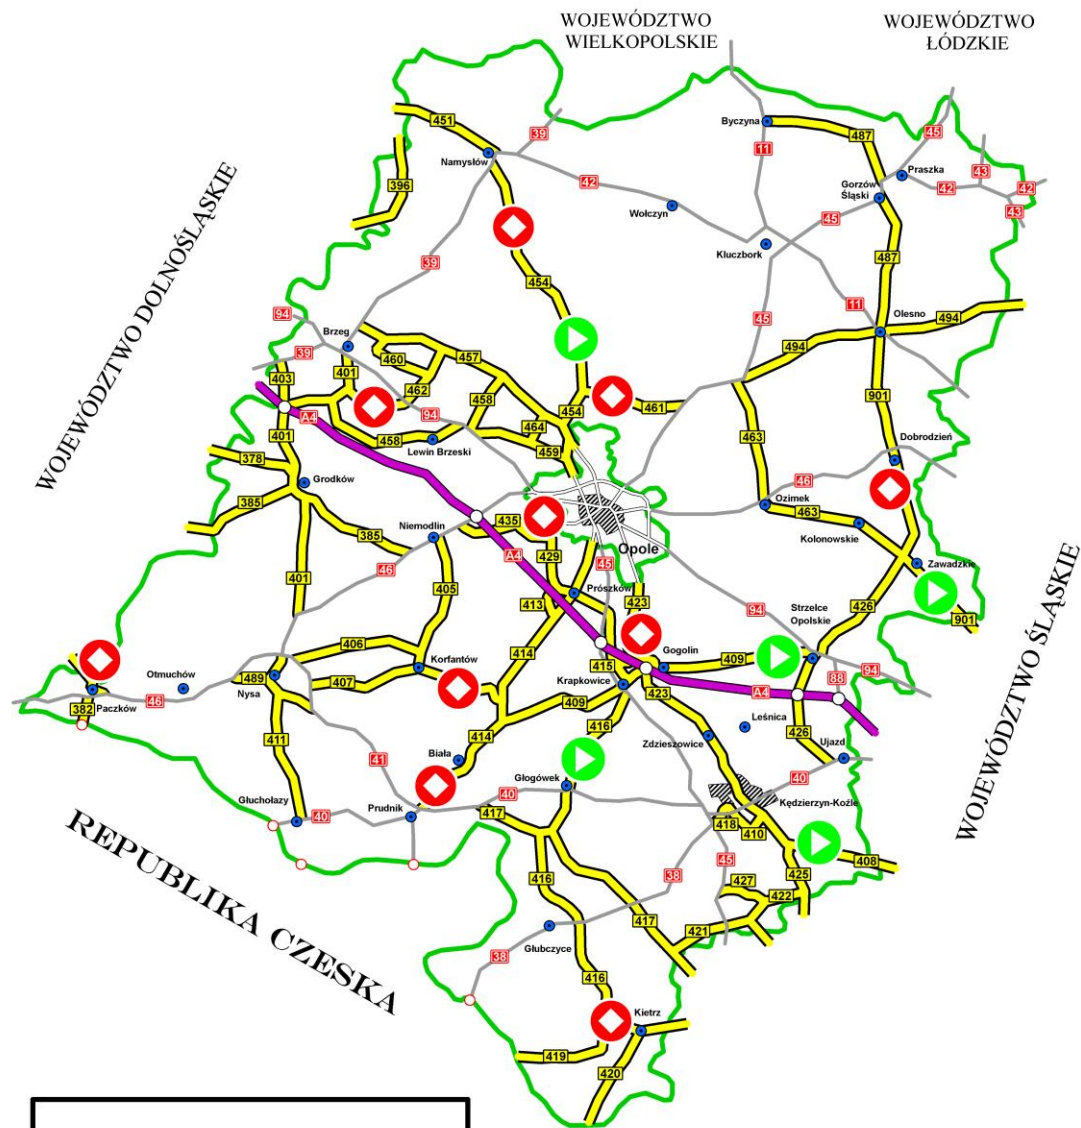 WOJEWÓDZTWO
WIELKOPOLSKIE
WOJEWÓDZTWO
ŁÓDZKIE
451
39
Byczyna
487
45
Namysłów
11
43
Praszka
396
42
Gorzów
Śląski
42
42
Wołczyn
45
43
Kluczbork
487
39
454
WOJEWÓDZTWO DOLNOŚLĄSKIE
11
94
45
Olesno
494
Brzeg
39
460
457
494
403
401
462
458
901
A4
94
454
461
401
458
464
463
Lewin Brzeski
459
Dobrodzień
378
Grodków
46
385
Ozimek
463
Niemodlin
435
385
Opole
Kolonowskie
A4
429
45
46
Zawadzkie
401
405
Prószków
413
423
94
Strzelce
Opolskie
426
901
WOJEWÓDZTWO ŚLĄSKIE
406
414
Gogolin
409
Otmuchów
489
Korfantów
415
94
Nysa
407
Krapkowice
423
A4
88
46
382
Paczków
409
416
Leśnica
411
414
426
Zdzieszowice
Ujazd
41
Biała
Głogówek
40
40
Kędzierzyn-Koźle
Głuchołazy
40
Prudnik
417
418
410
REPUBLIKA CZESKA
45
408
38
425
416
427
422
417
421
Głubczyce
38
416
Kietrz
419
420